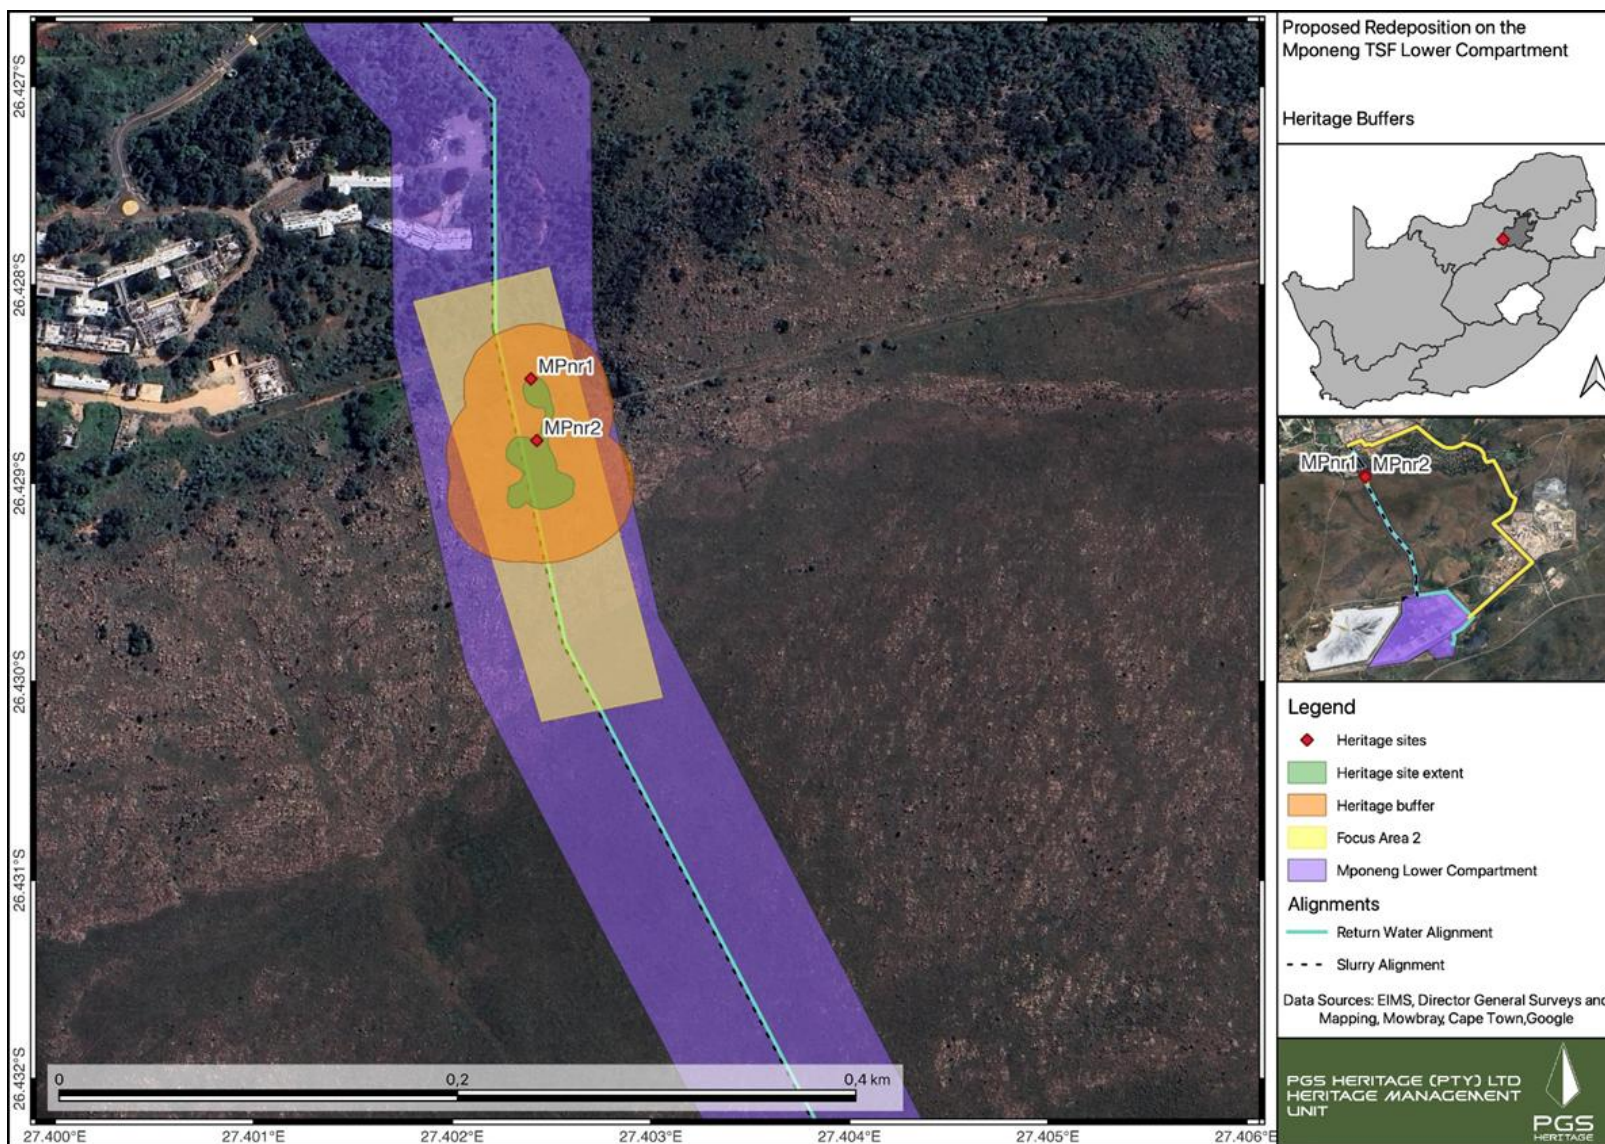 Proposed Redeposition on the
Mponeng TSF Lower Compartment
Heritage Buffers
26.427°S
26.428°S
26.429°S
26.430°S
26.431°S
26.432°S
MPnr1
MPnr2
0
0,2
0,4 km
27.400°E
27.401°E
27.402°E
27.403°E
27.404°E
27.405°E
27.406°E
MPnr1
MPnr2
Legend
Heritage sites
Heritage site extent
Heritage buffer
Focus Area 2
Mponeng Lower Compartment
Alignments
Return Water Alignment
Slurry Alignment
Data Sources: EIMS, Director General Surveys and
Mapping, Mowbray, Cape Town,Google
PGS HERITAGE (PTY) LTD
HERITAGE MANAGEMENT
UNIT
PGS
HERITAGE